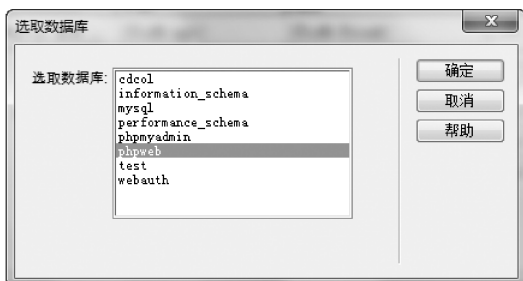 选取数据库
选取数据库:
cdcol
information_schema
mysql
performance_schema
phpmyadmin
phpweb
test
webauth
确定
取消
帮助